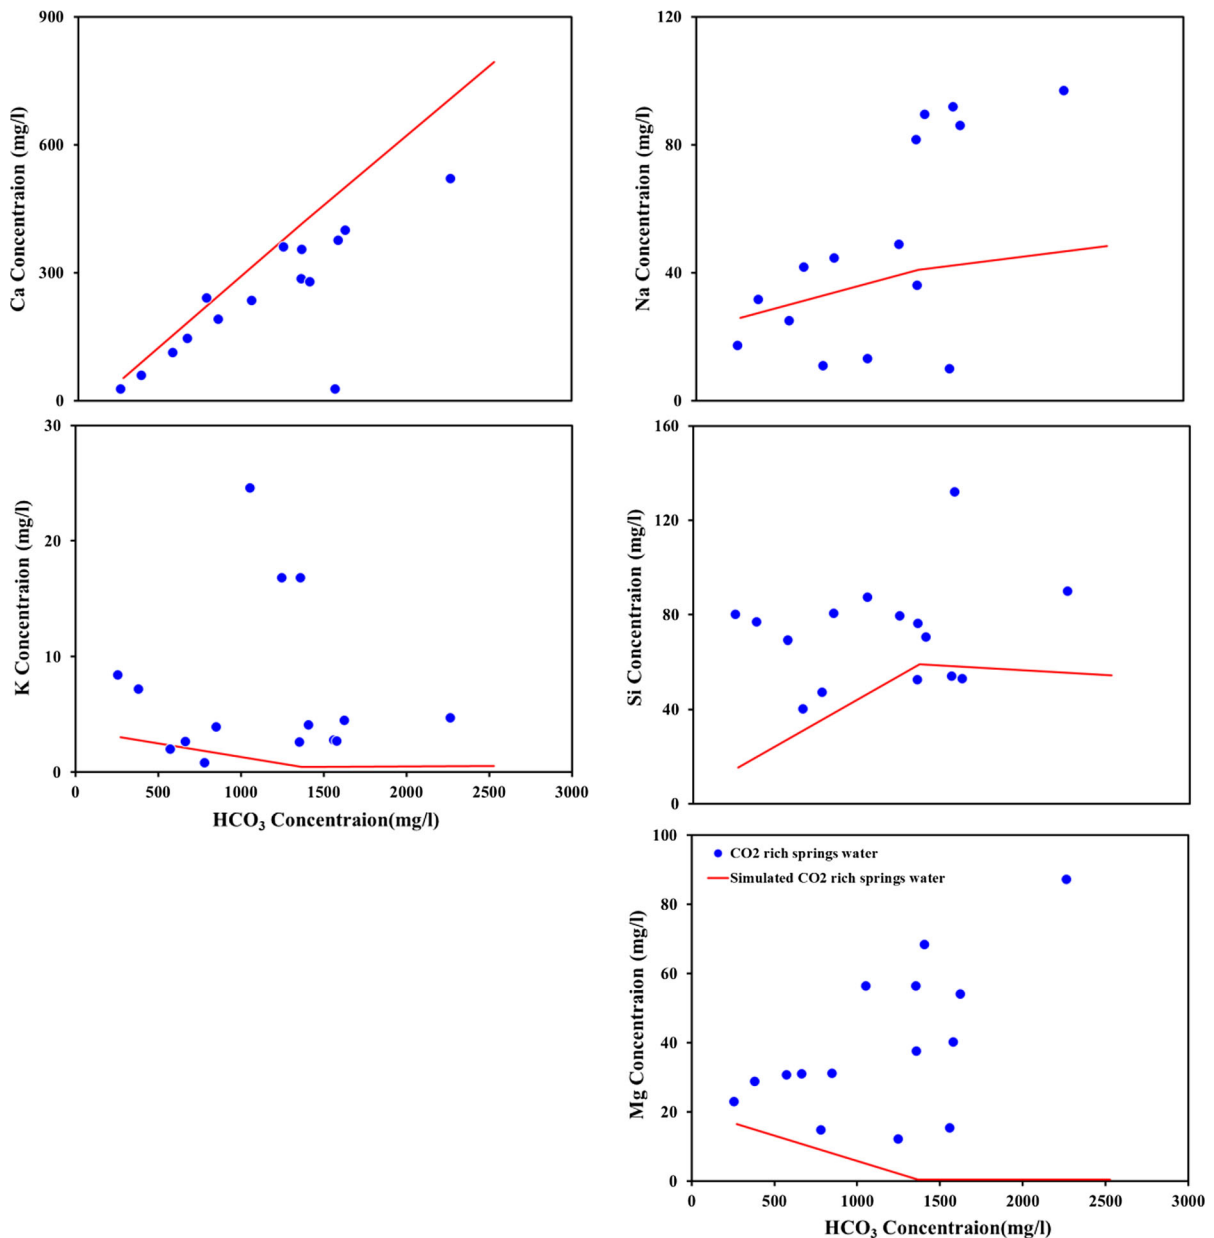 900
600
300
0
Ca Concentraion (mg/l)
120
80
40
0
Na Concentraion (mg/l)
30
20
10
0
K Concentraion (mg/l)
0 500 1000 1500 2000 2500 3000
HCO3 Concentraion(mg/l)
160
120
80
40
0
Si Concentraion (mg/l)
100
80
60
40
20
0
Mg Concentraion (mg/l)
CO2 rich springs water
Simulated CO2 rich springs water
0 500 1000 1500 2000 2500 3000
HCO3 Concentraion(mg/l)